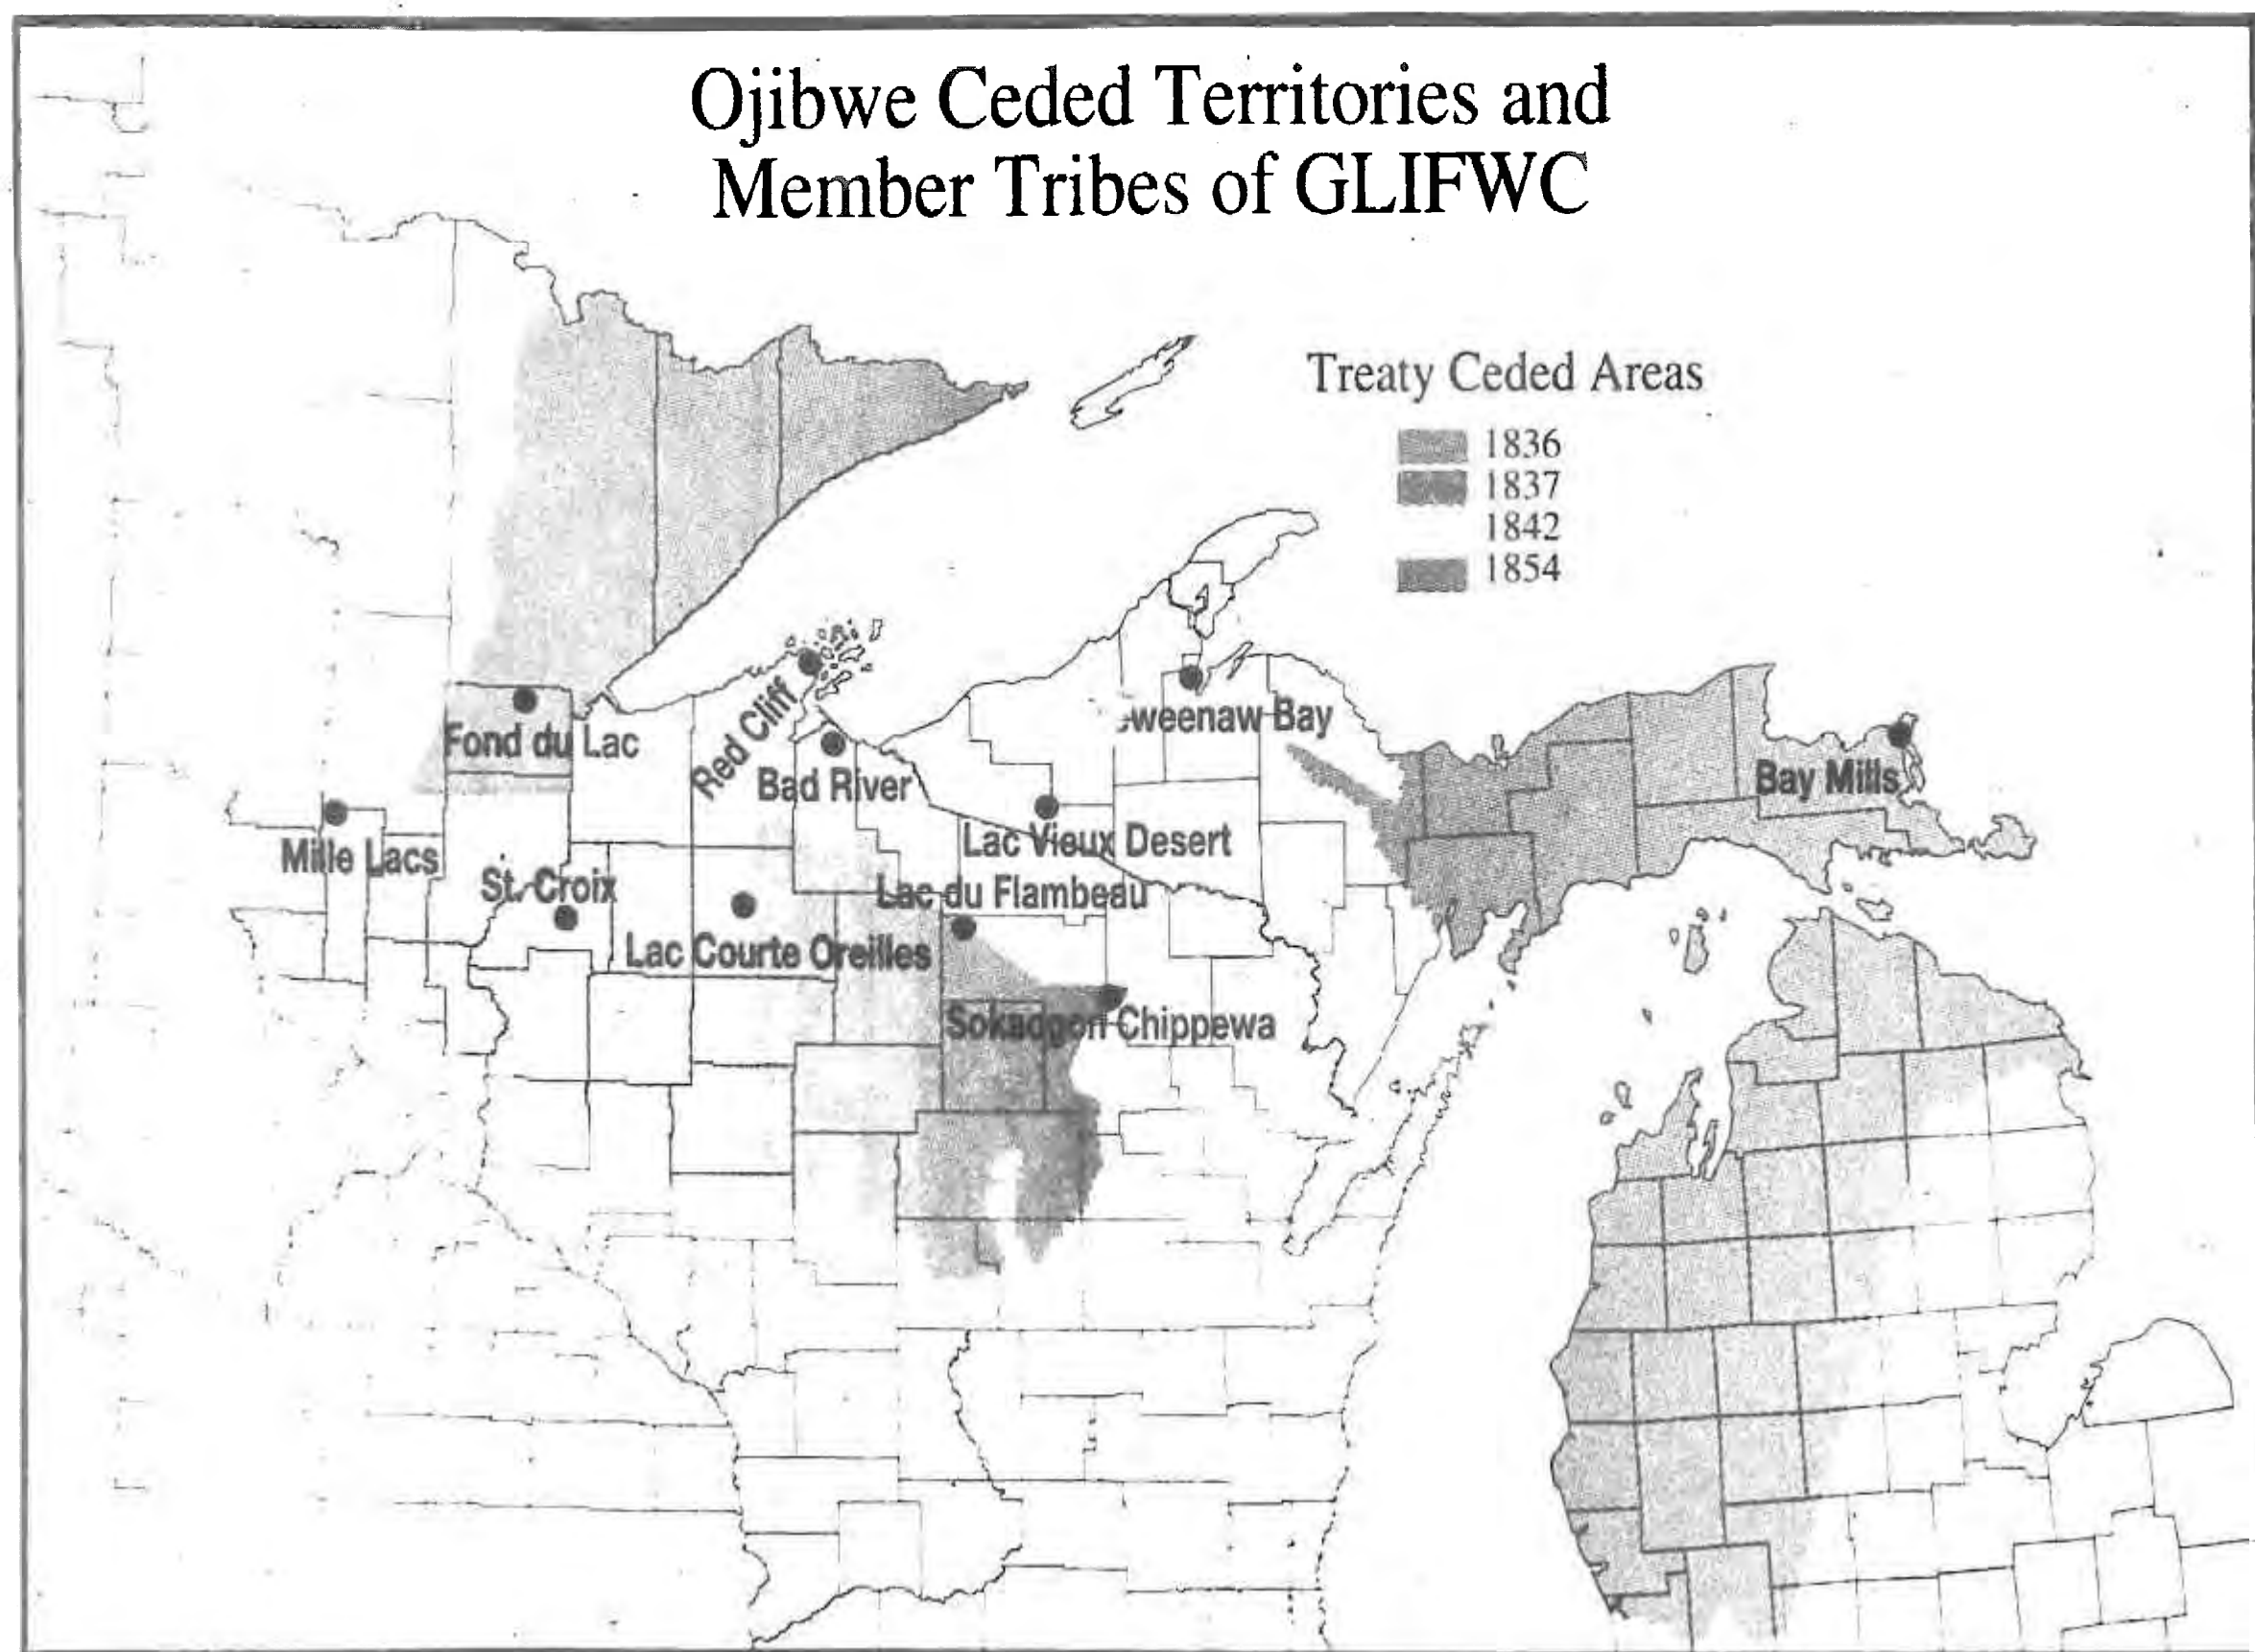 Ojibwe Ceded Territories and
Member Tribes of GLIFWC
Treaty Ceded Areas
1836
1837
1842
1854
Fond du Lac
Red Cliff
Bad River
eweenaw Bay
Bay Mills
Mille Lacs
St. Croix
Lac Vieux Desert
Lac du Flambeau
Lac Courte Oreilles
Sokaogon Chippewa